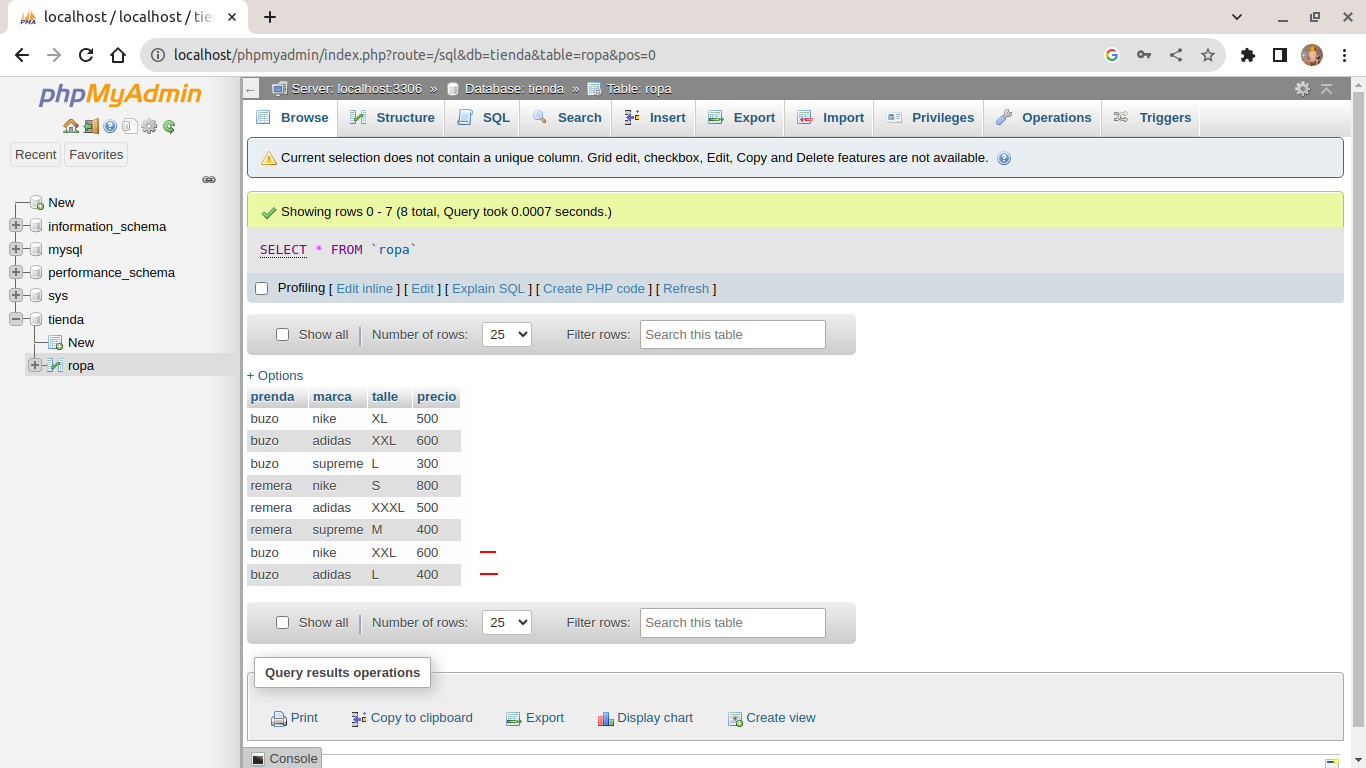 localhost / localhost / tie
localhost/phpmyadmin/index.php?route=/sql&db=tienda&table=ropa&pos=0
phpMyAdmin
Recent Favorites
New
information_schema
mysql
performance_schema
sys
tienda
New
ropa
Server: localhost:3306 » Database: tienda » Table: ropa
Browse Structure SQL Search Insert Export Import Privileges Operations Triggers
Current selection does not contain a unique column. Grid edit, checkbox, Edit, Copy and Delete features are not available.
Showing rows 0 - 7 (8 total, Query took 0.0007 seconds.)
SELECT * FROM `ropa`
Profiling [ Edit inline ] [ Edit ] [ Explain SQL ] [ Create PHP code ] [ Refresh ]
Show all | Number of rows: 25 Filter rows: Search this table
+ Options
prenda marca talle precio
buzo nike XL 500
buzo adidas XXL 600
buzo supreme L 300
remera nike S 800
remera adidas XXXL 500
remera supreme M 400
buzo nike XXL 600
buzo adidas L 400
Show all | Number of rows: 25 Filter rows: Search this table
Query results operations
Print Copy to clipboard Export Display chart Create view
Console